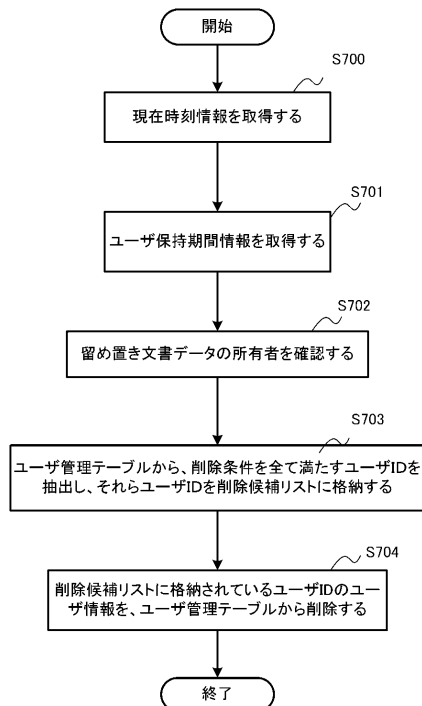 開始
S700
現在時刻情報を取得する
S701
ユーザ保持期間情報を取得する
S702
留め置き文書データの所有者を確認する
S703
ユーザ管理テーブルから、削除条件を全て満たすユーザIDを
抽出し、それらユーザIDを削除候補リストに格納する
S704
削除候補リストに格納されているユーザIDのユー
ザ情報を、ユーザ管理テーブルから削除する
終了